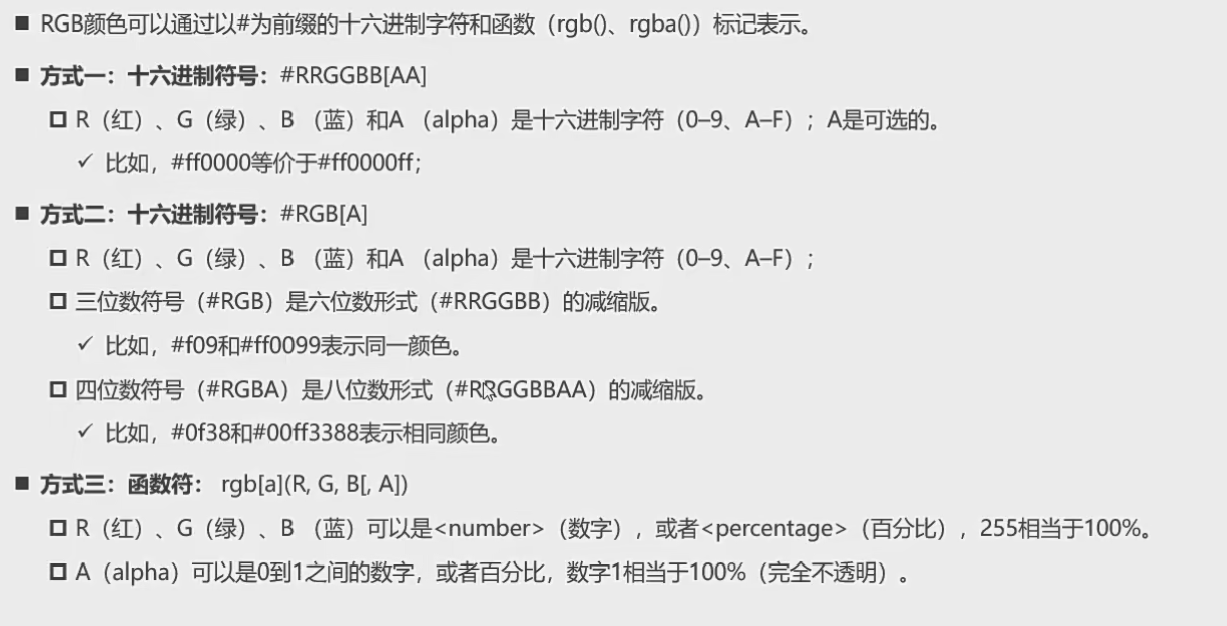 ■ RGB颜色可以通过以#为前缀的十六进制字符和函数（rgb()、rgba()）标记表示。
■ 方式一：十六进制符号：#RRGGBB[AA]
R（红）、G（绿）、B （蓝）和A （alpha）是十六进制字符（0–9、A–F）；A是可选的。
✓ 比如，#ff0000等价于#ff0000ff；
■ 方式二：十六进制符号：#RGB[A]
R（红）、G（绿）、B （蓝）和A （alpha）是十六进制字符（0–9、A–F）；
三位数符号（#RGB）是六位数形式（#RRGGBB）的减缩版。
✓ 比如，#f09和#ff0099表示同一颜色。
四位数符号（#RGBA）是八位数形式（#RRGGBBAA）的减缩版。
✓ 比如，#0f38和#00ff3388表示相同颜色。
■ 方式三：函数符： rgb[a](R, G, B[, A])
R（红）、G（绿）、B （蓝）可以是<number>（数字），或者<percentage>（百分比），255相当于100%。
A（alpha）可以是0到1之间的数字，或者百分比，数字1相当于100%（完全不透明）。